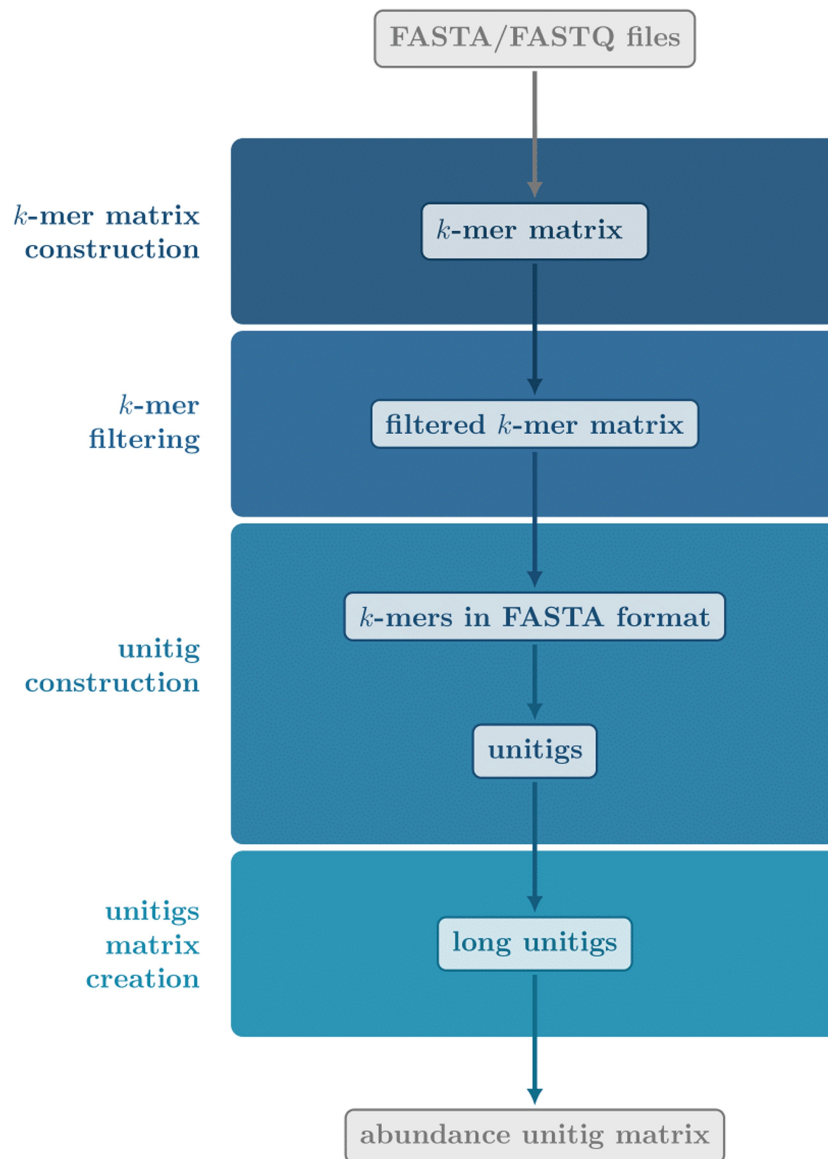 FASTA/FASTQ files
k-mer matrix
construction
k-mer matrix
k-mer
filtering
filtered k-mer matrix
k-mers in FASTA format
unitig
construction
unitigs
unitigs
matrix
creation
long unitigs
abundance unitig matrix